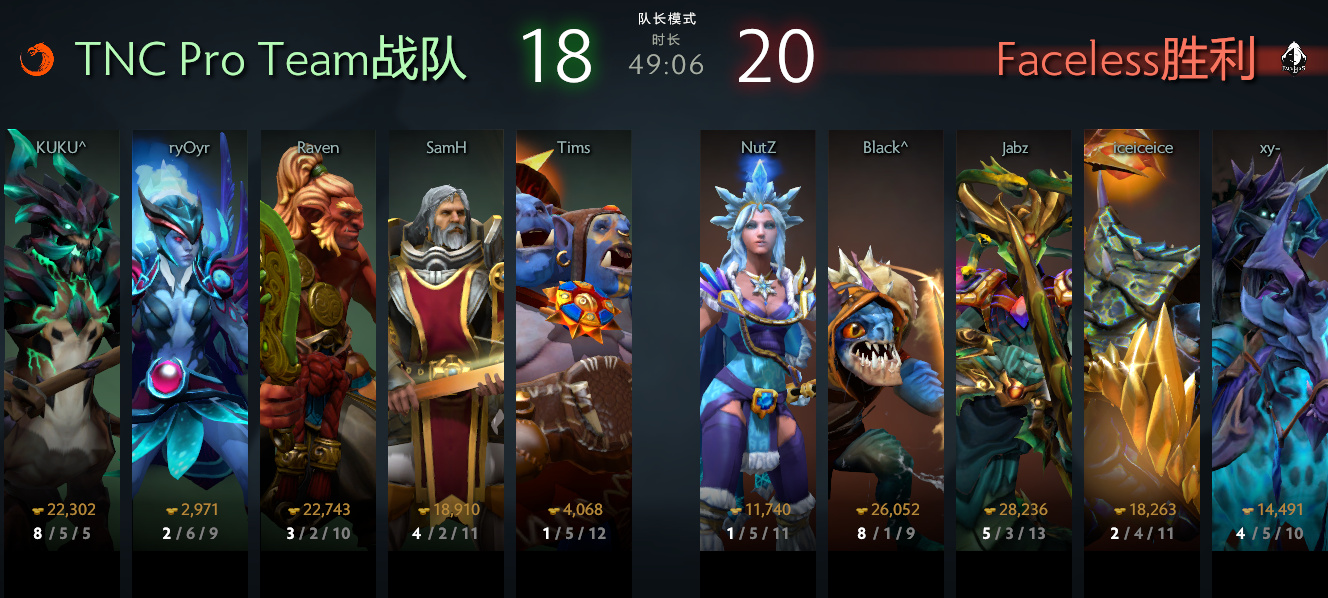 队长模式
TNC Pro Team战队 18 时长 20 Faceless胜利
49:06
KUKU^ ryOyr Raven SamH Tims NutZ Black^ Jabz iceiceice xy-
22,302 2,971 22,743 18,910 4,068 11,740 26,052 28,236 18,263 14,491
8 / 5 / 5 2 / 6 / 9 3 / 2 / 10 4 / 2 / 11 1 / 5 / 12 1 / 5 / 11 8 / 1 / 9 5 / 3 / 13 2 / 4 / 11 4 / 5 / 10